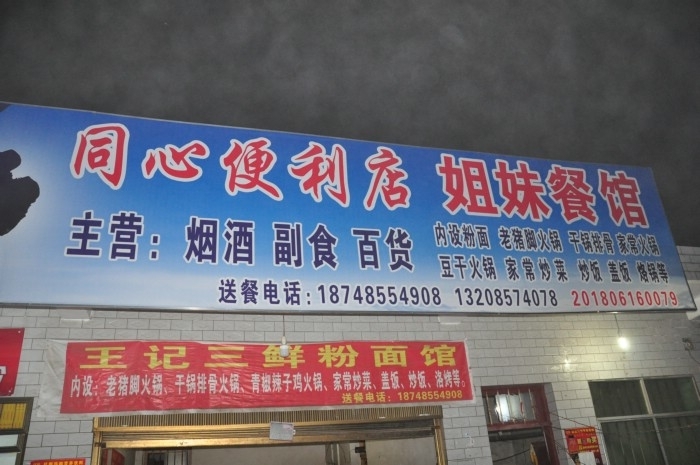 同心便利店 姐妹餐馆
主营：烟酒 副食 百货
内设粉面 老猪脚火锅 干锅排骨 家常火锅
豆干火锅 家常炒菜 炒饭 盖饭 烙锅等
送餐电话：18748554908 13208574078 201806160079
王记三鲜粉面馆
内设：老猪脚火锅、干锅排骨火锅、青椒辣子鸡火锅、家常炒菜、盖饭、炒饭、洛烤等。
送餐电话：18748554908